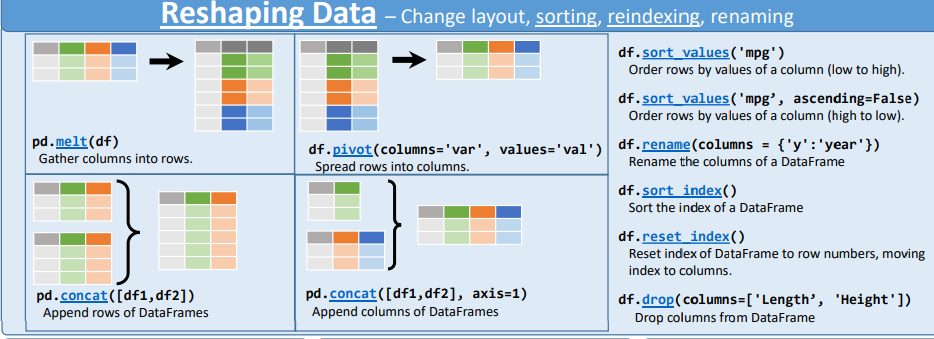 Reshaping Data – Change layout, sorting, reindexing, renaming
pd.melt(df)
Gather columns into rows.
df.pivot(columns='var', values='val')
Spread rows into columns.
pd.concat([df1,df2])
Append rows of DataFrames
pd.concat([df1,df2], axis=1)
Append columns of DataFrames
df.sort_values('mpg')
Order rows by values of a column (low to high).
df.sort_values('mpg’, ascending=False)
Order rows by values of a column (high to low).
df.rename(columns = {'y':'year'})
Rename the columns of a DataFrame
df.sort_index()
Sort the index of a DataFrame
df.reset_index()
Reset index of DataFrame to row numbers, moving
index to columns.
df.drop(columns=['Length’, 'Height'])
Drop columns from DataFrame